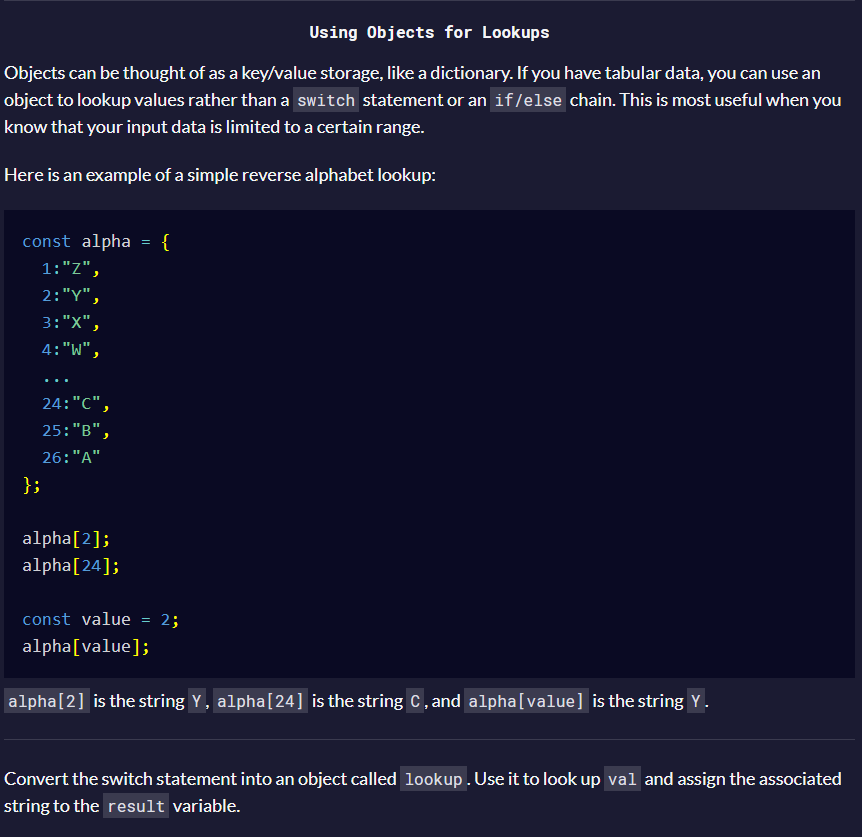 Using Objects for Lookups
Objects can be thought of as a key/value storage, like a dictionary. If you have tabular data, you can use an
object to lookup values rather than a switch statement or an if/else chain. This is most useful when you
know that your input data is limited to a certain range.
Here is an example of a simple reverse alphabet lookup:
const alpha = {
  1:"Z",
  2:"Y",
  3:"X",
  4:"W",
  ...
  24:"C",
  25:"B",
  26:"A"
};
alpha[2];
alpha[24];
const value = 2;
alpha[value];
alpha[2] is the string Y, alpha[24] is the string C, and alpha[value] is the string Y.
Convert the switch statement into an object called lookup. Use it to look up val and assign the associated
string to the result variable.